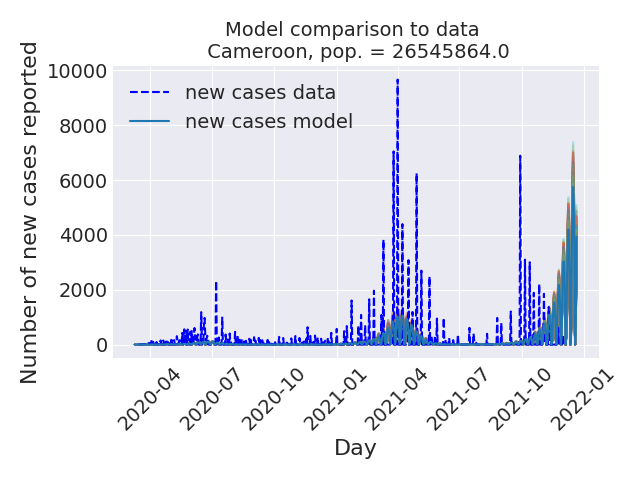 Model comparison to data
Cameroon, pop. = 26545864.0
Number of new cases reported
10000
8000
6000
4000
2000
0
new cases data
new cases model
2020-04
2020-07
2020-10
2021-01
2021-04
2021-07
2021-10
2022-01
Day